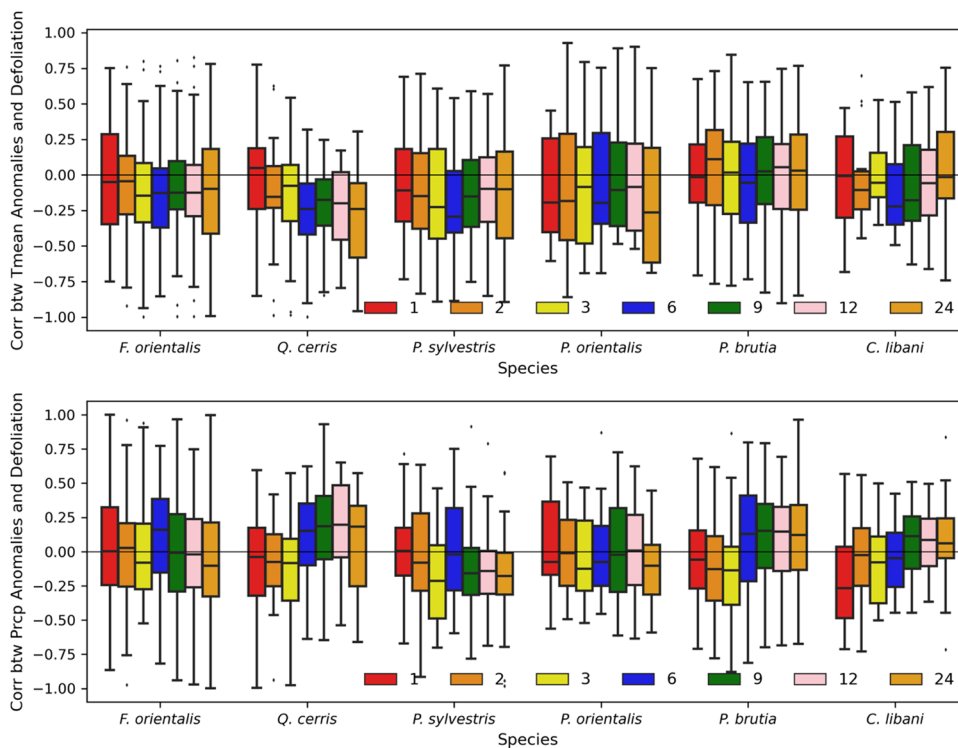 Corr btw Tmean Anomalies and Defoliation
1.00
0.75
0.50
0.25
0.00
−0.25
−0.50
−0.75
−1.00
1 2 3 6 9 12 24
F. orientalis Q. cerris P. sylvestris P. orientalis P. brutia C. libani
Species
Corr btw Prcp Anomalies and Defoliation
1.00
0.75
0.50
0.25
0.00
−0.25
−0.50
−0.75
−1.00
1 2 3 6 9 12 24
F. orientalis Q. cerris P. sylvestris P. orientalis P. brutia C. libani
Species